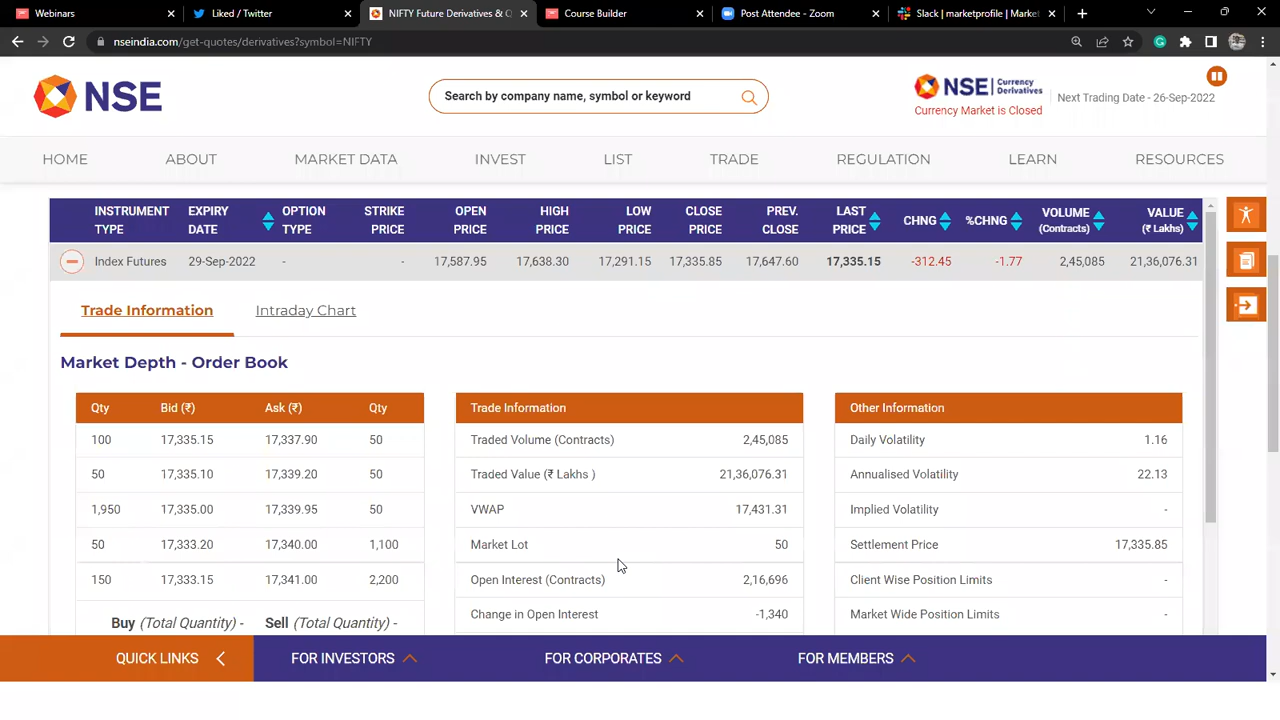 Webinars
Liked / Twitter
NIFTY Future Derivatives & O
Course Builder
Post Attendee - Zoom
Slack | marketprofile | Market
nseindia.com/get-quotes/derivatives?symbol=NIFTY
NSE
Search by company name, symbol or keyword
NSE Currency Derivatives
Currency Market is Closed
Next Trading Date - 26-Sep-2022
HOME ABOUT MARKET DATA INVEST LIST TRADE REGULATION LEARN RESOURCES
INSTRUMENT TYPE EXPIRY DATE OPTION TYPE STRIKE PRICE OPEN PRICE HIGH PRICE LOW PRICE CLOSE PRICE PREV. CLOSE LAST PRICE CHNG %CHNG VOLUME (Contracts) VALUE (₹ Lakhs)
Index Futures 29-Sep-2022 - - 17,587.95 17,638.30 17,291.15 17,335.85 17,647.60 17,335.15 -312.45 -1.77 2,45,085 21,36,076.31
Trade Information Intraday Chart
Market Depth - Order Book
Qty Bid (₹) Ask (₹) Qty
100 17,335.15 17,337.90 50
50 17,335.10 17,339.20 50
1,950 17,335.00 17,339.95 50
50 17,333.20 17,340.00 1,100
150 17,333.15 17,341.00 2,200
Buy (Total Quantity) - Sell (Total Quantity) -
Trade Information
Traded Volume (Contracts) 2,45,085
Traded Value (₹ Lakhs ) 21,36,076.31
VWAP 17,431.31
Market Lot 50
Open Interest (Contracts) 2,16,696
Change in Open Interest -1,340
Other Information
Daily Volatility 1.16
Annualised Volatility 22.13
Implied Volatility -
Settlement Price 17,335.85
Client Wise Position Limits -
Market Wide Position Limits -
QUICK LINKS FOR INVESTORS FOR CORPORATES FOR MEMBERS